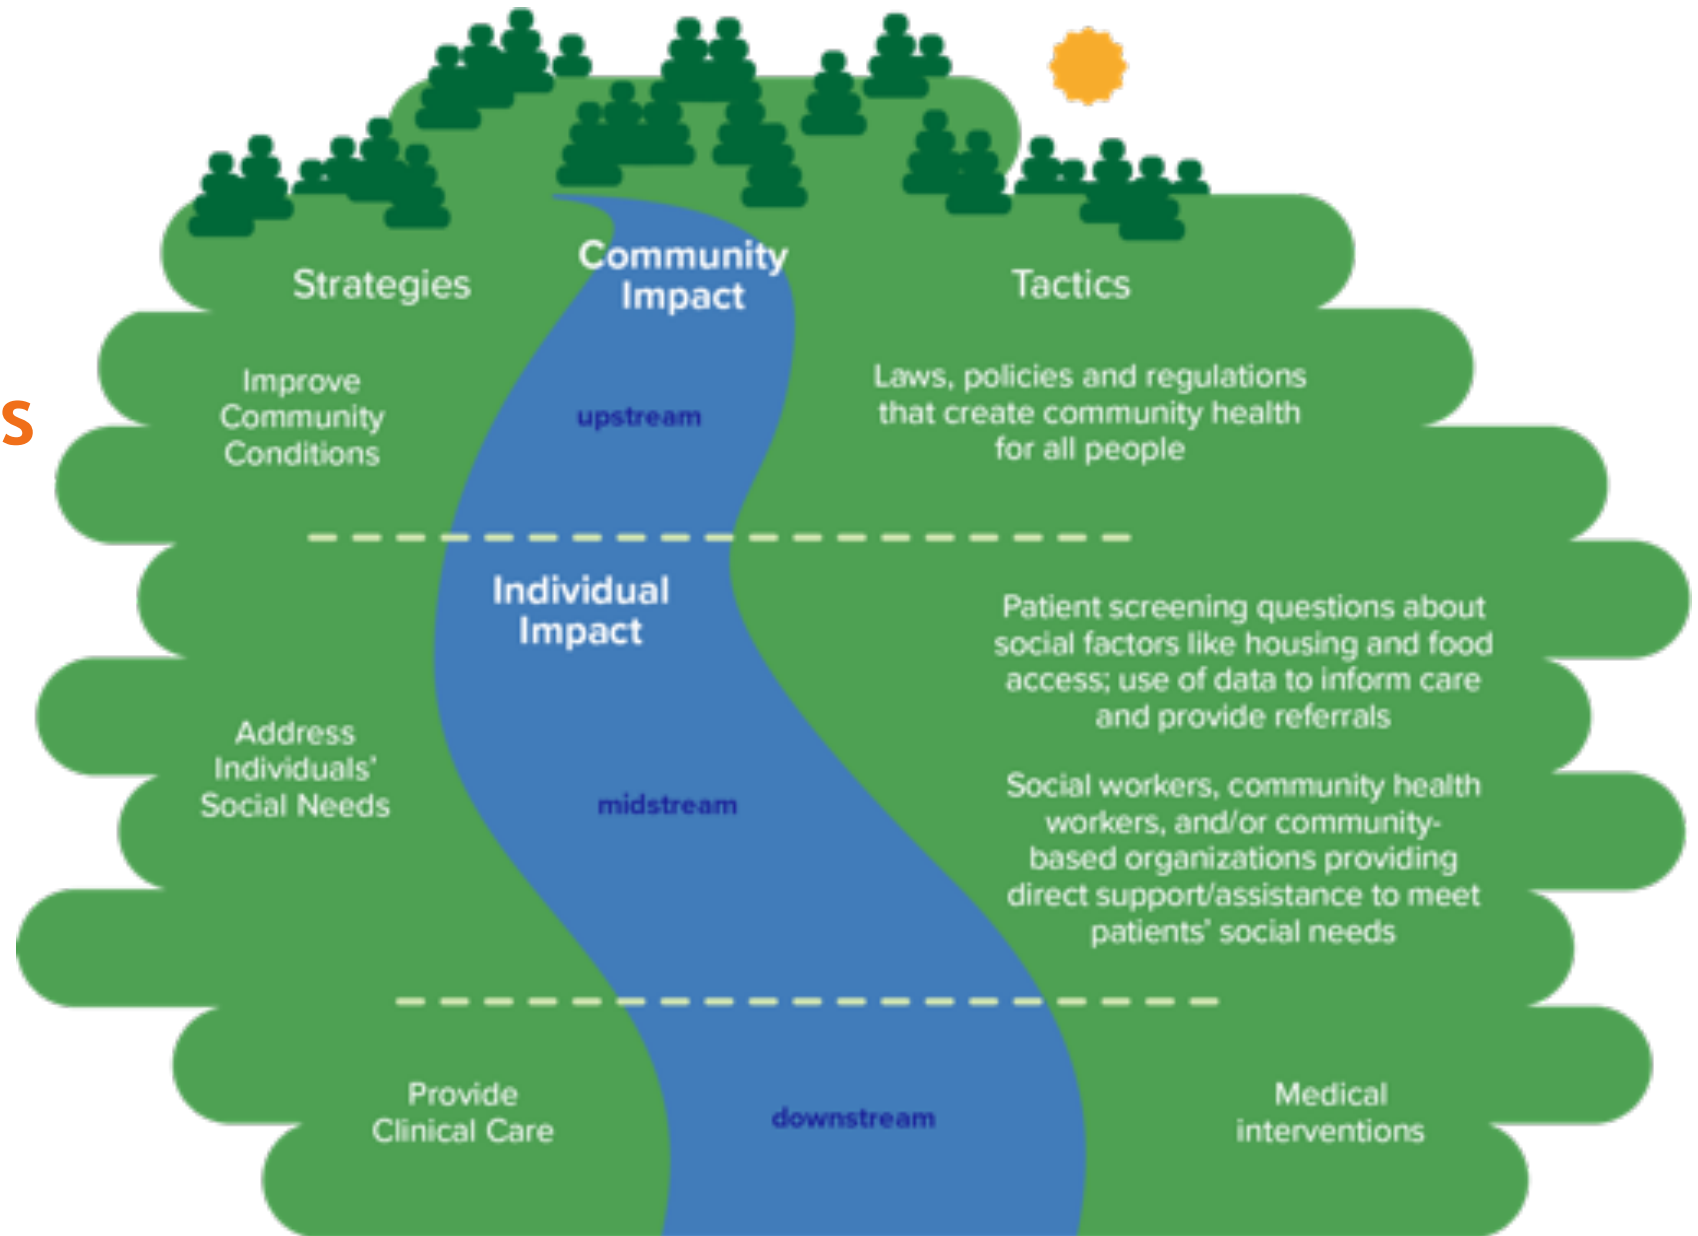 Community
Impact
Strategies
Tactics
Improve
Community
Conditions
upstream
Laws, policies and regulations
that create community health
for all people
s
Individual
Impact
Address
Individuals'
Social Needs
midstream
Patient screening questions about
social factors like housing and food
access; use of data to inform care
and provide referrals
Social workers, community health
workers, and/or community-
based organizations providing
direct support/assistance to meet
patients' social needs
Provide
Clinical Care
downstream
Medical
interventions